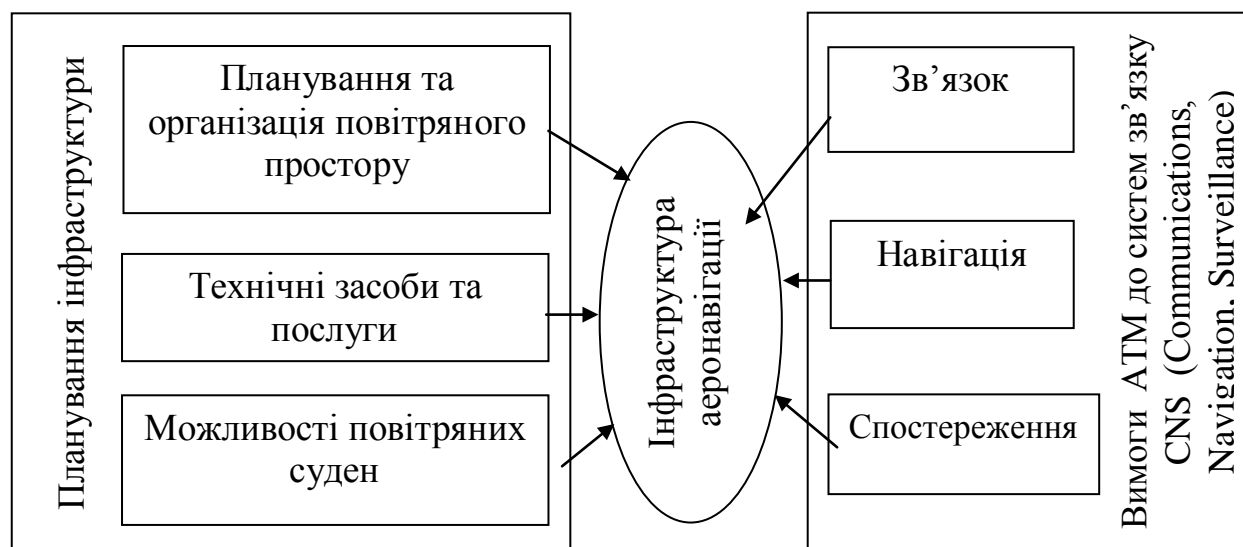 Планування інфраструктури
Планування та
організація повітряного
простору
Технічні засоби та
послуги
Можливості повітряних
суден
Інфраструктура
аеронавігації
Зв’язок
Навігація
Спостереження
Вимоги АТМ до систем зв’язку
CNS (Communications,
Navigation, Surveillance)